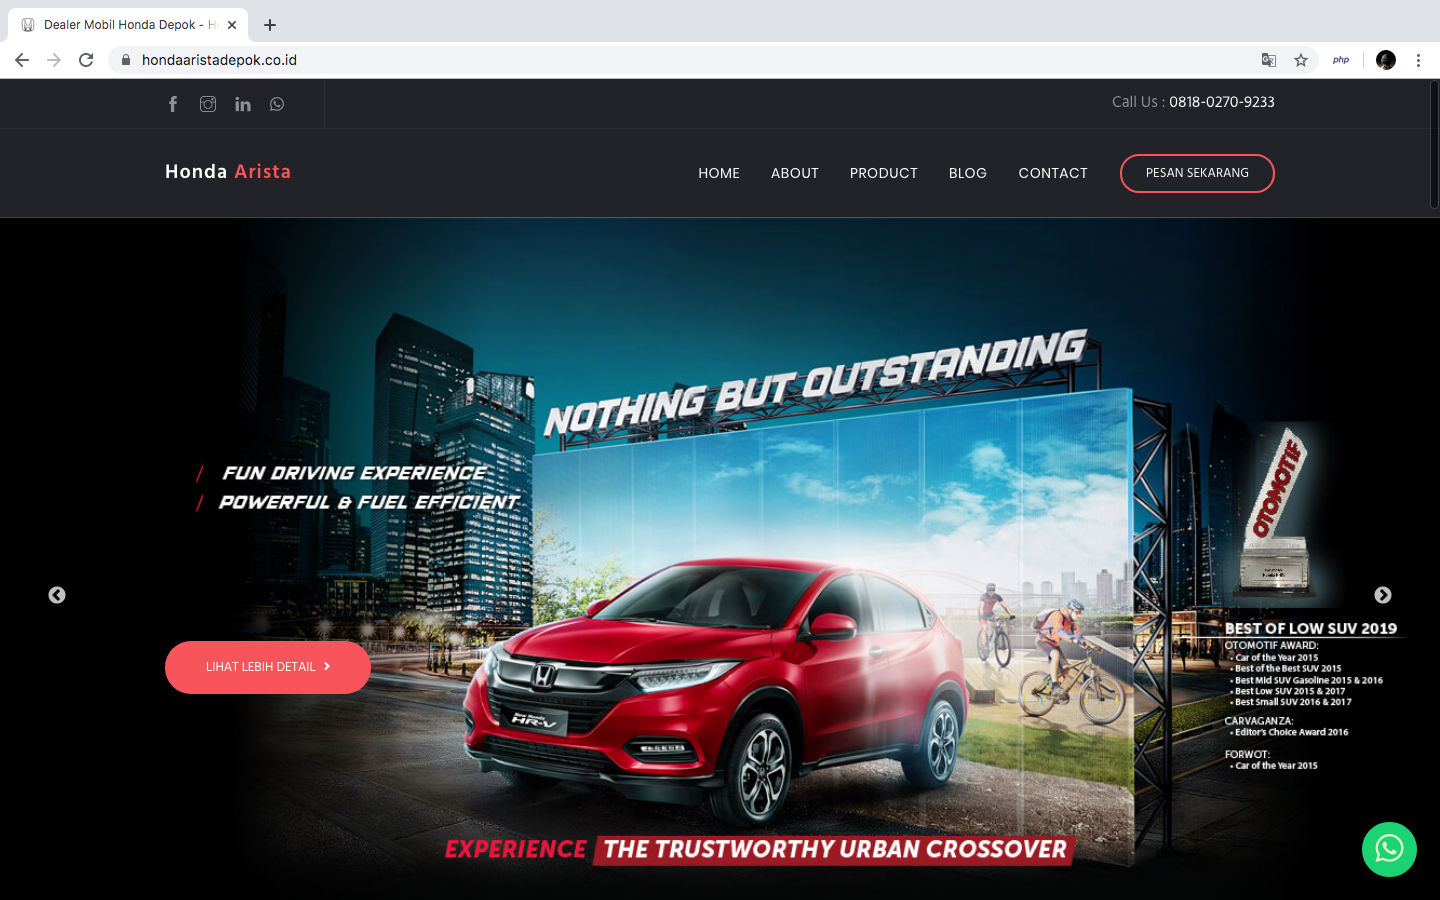 Dealer Mobil Honda Depok - H
hondaaristadepok.co.id
php
Call Us : 0818-0270-9233
Honda Arista
HOME
ABOUT
PRODUCT
BLOG
CONTACT
PESAN SEKARANG
NOTHING BUT OUTSTANDING
/ FUN DRIVING EXPERIENCE
/ POWERFUL & FUEL EFFICIENT
OTOMOTIF
LIHAT LEBIH DETAIL
HR-V
BEST OF LOW SUV 2019
OTOMOTIF AWARD:
• Car of the Year 2015
• Best of the Best SUV 2015
• Best Mid SUV Gasoline 2015 & 2016
• Best Low SUV 2015 & 2017
• Best Small SUV 2016 & 2017
CARVAGANZA:
• Editor's Choice Award 2016
FORWOT:
• Car of the Year 2015
EXPERIENCE THE TRUSTWORTHY URBAN CROSSOVER